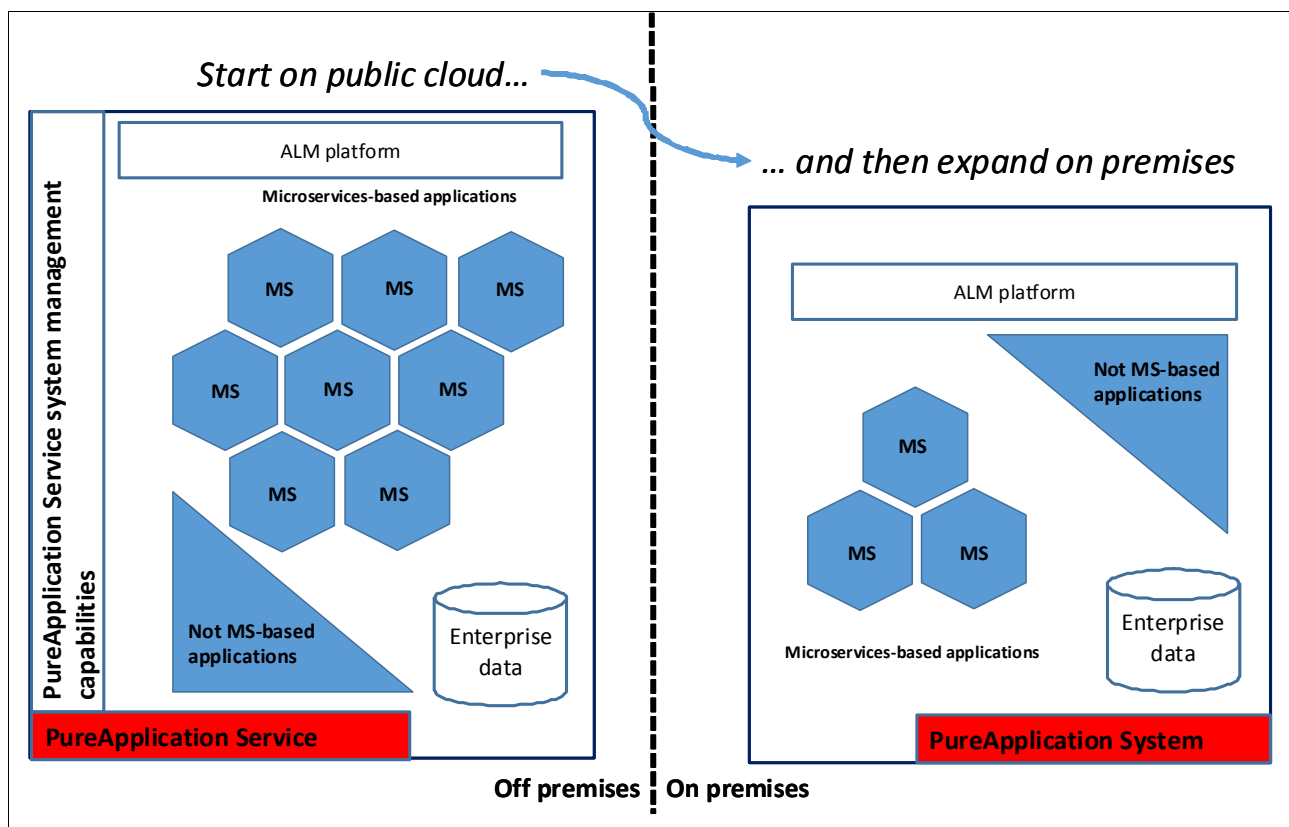 Start on public cloud...
... and then expand on premises
PureApplication Service system management
capabilities
ALM platform
Microservices-based applications
MS
MS
MS
MS
MS
MS
MS
MS
Not MS-based
applications
Enterprise
data
PureApplication Service
Off premises
ALM platform
Not MS-based
applications
MS
MS
MS
Microservices-based applications
Enterprise
data
PureApplication System
On premises